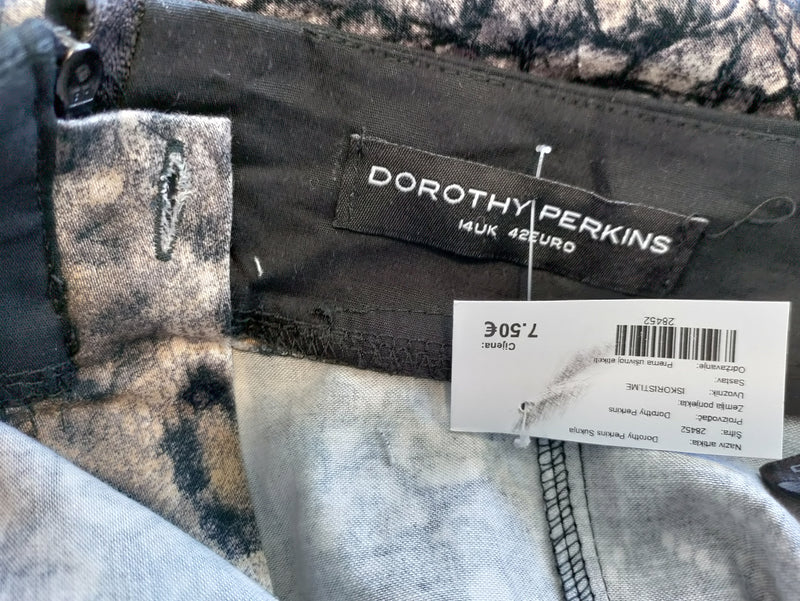 DOROTHY PERKINS
14UK 42EURO
Naziv artikla: Dorothy Perkins Suknja
Šifra: 28452
Proizvođač: Dorothy Perkins
Zemlja porijekla:
Uvoznik: ISKORISTI.ME
Sastav:
Održavanje: Prema ušivnoj etiketi
28452
Cijena:
7.50€